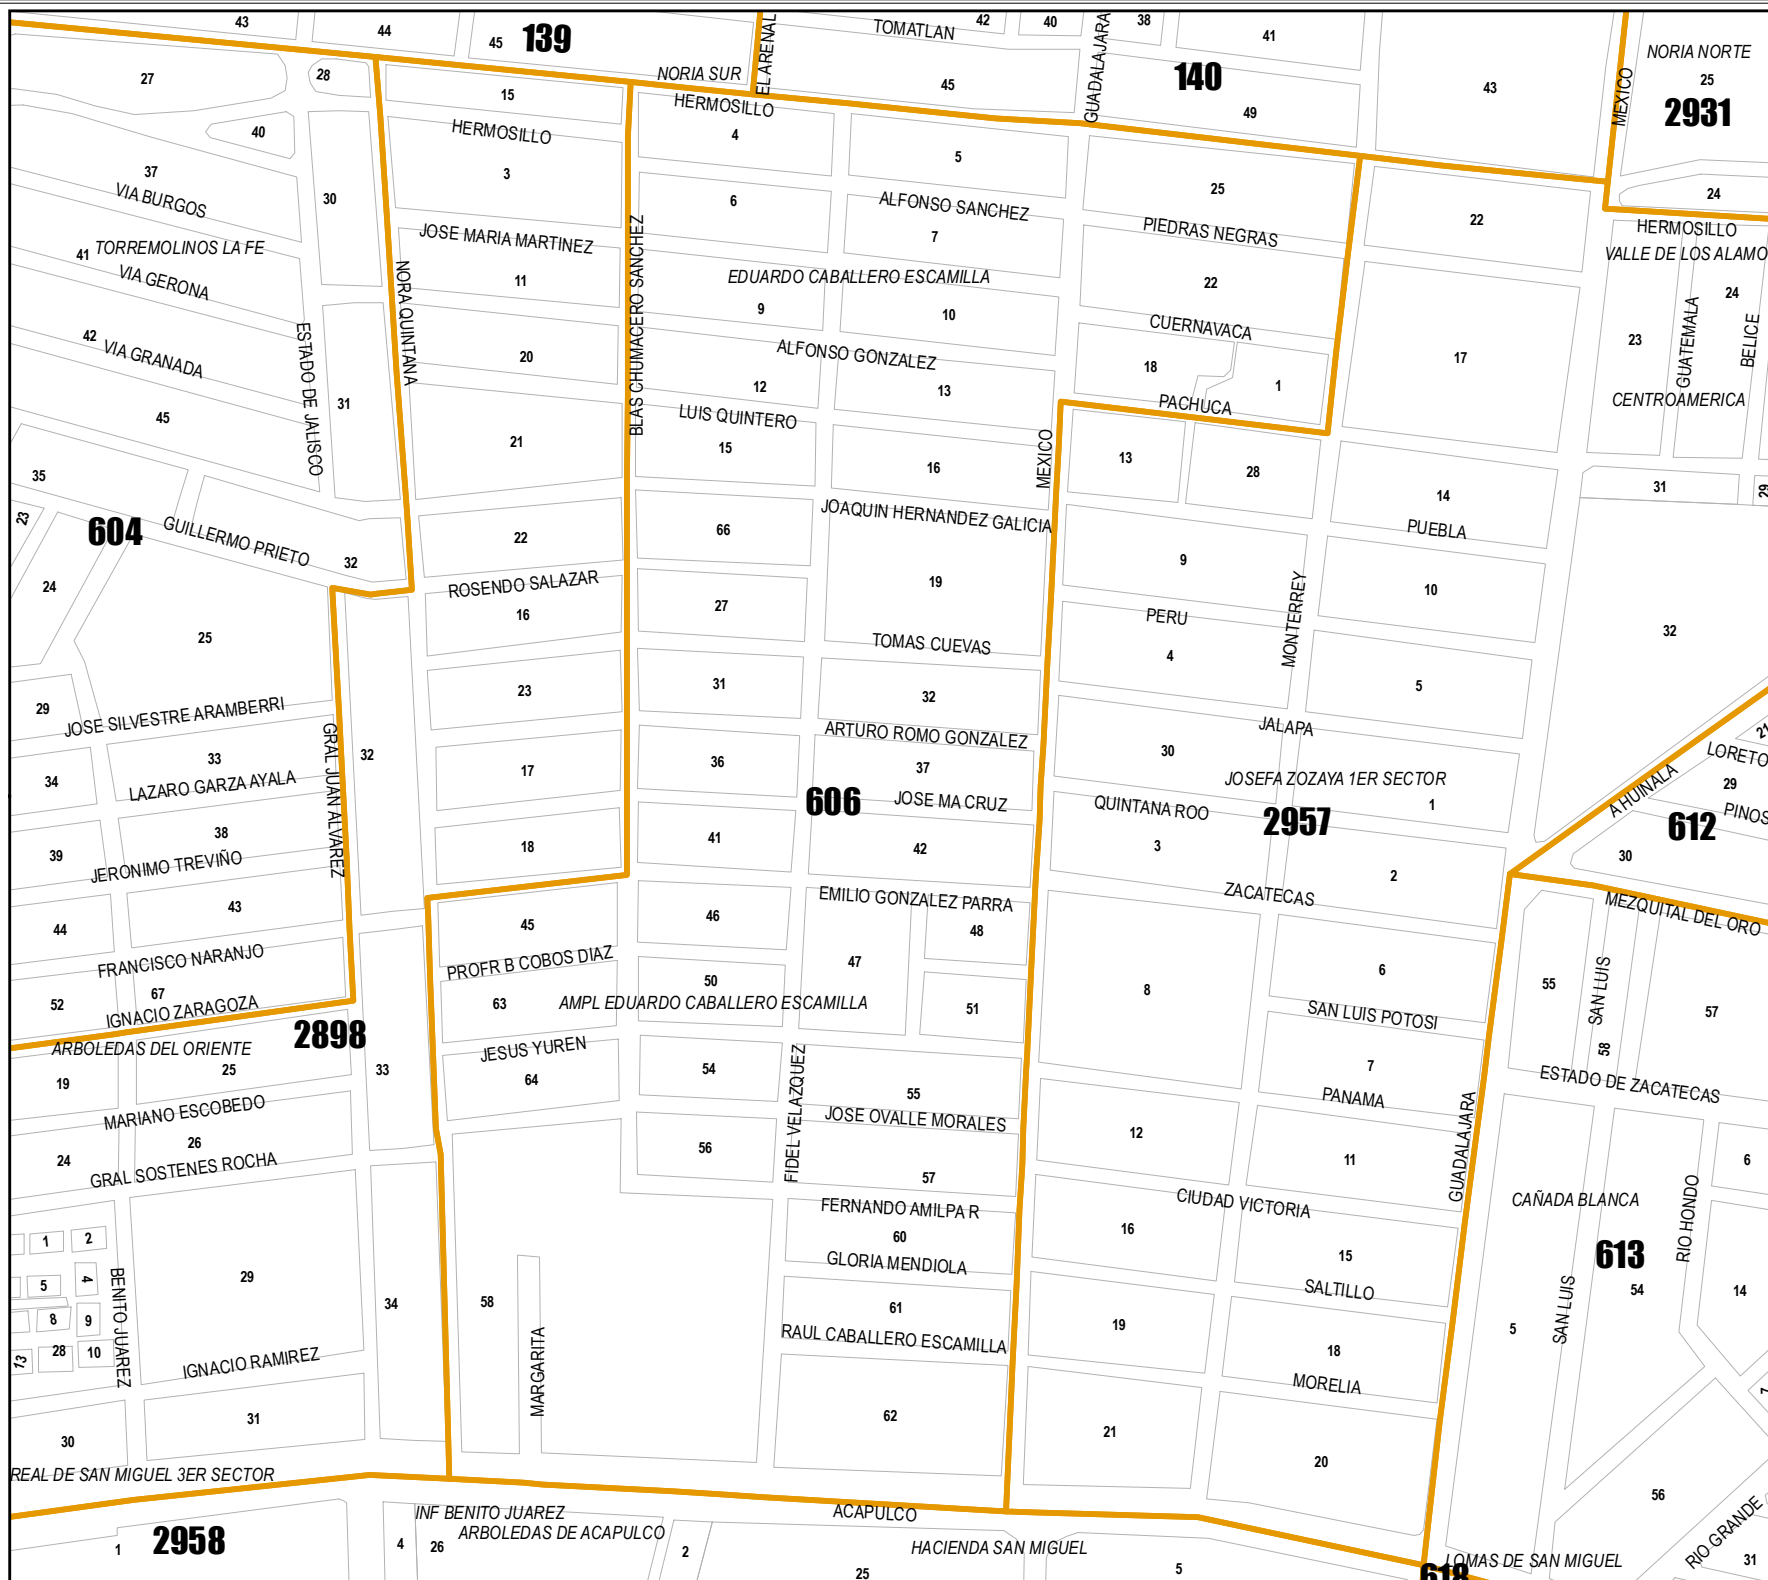 43
44
45
139
NORIA SUR
EL ARENAL
TOMATLAN
42
40
38
GUADALAJARA
41
140
45
49
43
MEXICO
NORIA NORTE
25
2931
24
27
28
40
15
HERMOSILLO
HERMOSILLO
4
5
25
22
HERMOSILLO
VALLE DE LOS ALAMO
37
VIA BURGOS
30
3
6
ALFONSO SANCHEZ
7
PIEDRAS NEGRAS
41
TORREMOLINOS LA FE
VIA GERONA
JOSE MARIA MARTINEZ
11
NORA QUINTANA
BLAS CHUMACERO SANCHEZ
EDUARDO CABALLERO ESCAMILLA
9
10
22
CUERNAVACA
17
23
GUATEMALA
24
BELICE
CENTROAMERICA
42
VIA GRANADA
ESTADO DE JALISCO
31
45
20
ALFONSO GONZALEZ
12
13
18
1
PACHUCA
21
LUIS QUINTERO
15
16
MEXICO
13
28
14
PUEBLA
31
29
35
23
604
GUILLERMO PRIETO
32
22
66
JOAQUIN HERNANDEZ GALICIA
24
25
ROSENDO SALAZAR
16
27
19
9
MONTERREY
10
TOMAS CUEVAS
PERU
4
32
29
JOSE SILVESTRE ARAMBERRI
GRAL JUAN ALVAREZ
23
31
32
5
33
34
LAZARO GARZA AYALA
32
17
36
ARTURO ROMO GONZALEZ
37
606
JOSE MA CRUZ
30
JALAPA
JOSEFA ZOZAYA 1ER SECTOR
1
QUINTANA ROO
2957
A HUINALA
21
LORETO
29
PINOS
612
30
38
39
JERONIMO TREVIÑO
18
41
42
3
2
ZACATECAS
MEZQUITAL DEL ORO
43
44
FRANCISCO NARANJO
45
46
EMILIO GONZALEZ PARRA
48
PROFR B COBOS DIAZ
47
52
67
IGNACIO ZARAGOZA
2898
63
50
AMPL EDUARDO CABALLERO ESCAMILLA
51
8
6
SAN LUIS POTOSI
55
SAN LUIS
58
57
ARBOLEDAS DEL ORIENTE
19
25
33
JESUS YUREN
64
54
FIDEL VELAZQUEZ
55
JOSE OVALLE MORALES
7
PANAMA
GUADALAJARA
ESTADO DE ZACATECAS
MARIANO ESCOBEDO
26
24
GRAL SOSTENES ROCHA
56
57
12
11
6
FERNANDO AMILPA R
60
GLORIA MENDIOLA
CIUDAD VICTORIA
16
15
SALTILLO
CAÑADA BLANCA
613
RIO HONDO
54
14
1
2
5
4
8
9
28
10
13
BENITO JUAREZ
29
34
58
MARGARITA
61
RAUL CABALLERO ESCAMILLA
19
18
MORELIA
5
SAN LUIS
7
IGNACIO RAMIREZ
31
30
62
21
20
56
REAL DE SAN MIGUEL 3ER SECTOR
INF BENITO JUAREZ
ARBOLEDAS DE ACAPULCO
ACAPULCO
HACIENDA SAN MIGUEL
2958
1
4
26
2
25
5
618
LOMAS DE SAN MIGUEL
RIO GRANDE
31